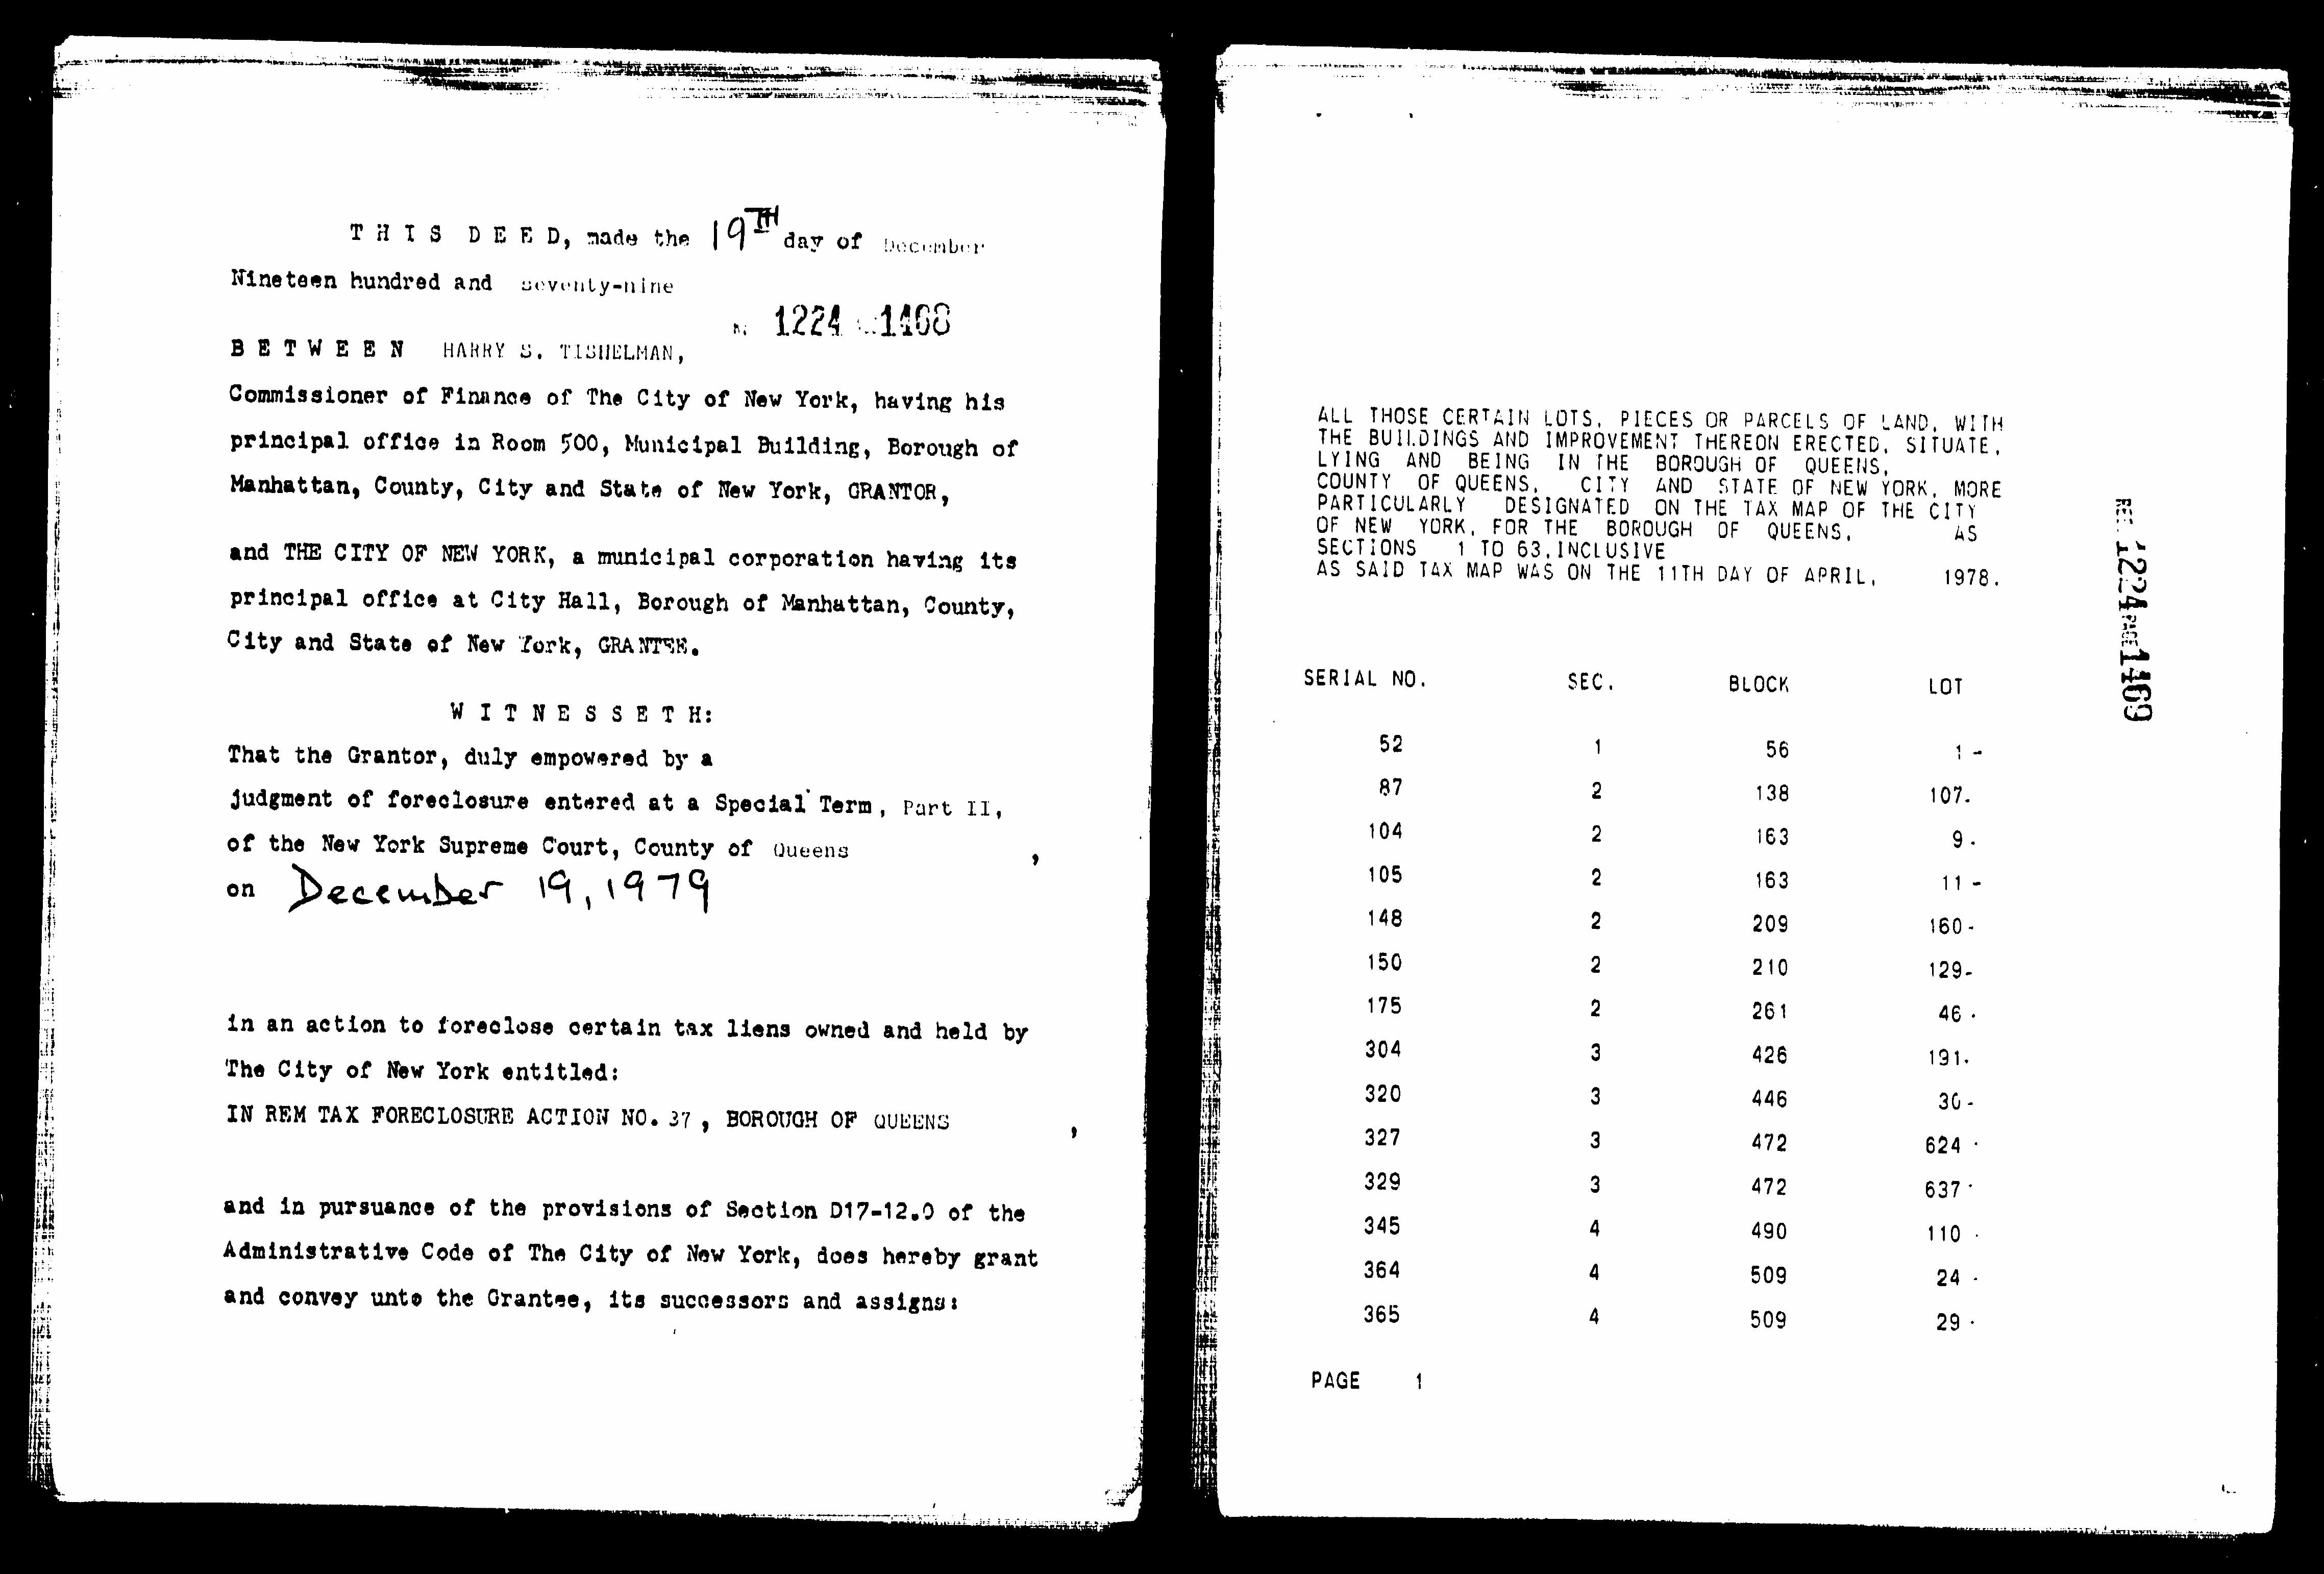 THIS DEED, made the 19TH day of December
Nineteen hundred and seventy-nine
1224 1468
BETWEEN HARRY S. TISHELMAN,
Commissioner of Finance of The City of New York, having his
principal office in Room 500, Municipal Building, Borough of
Manhattan, County, City and State of New York, GRANTOR,
and THE CITY OF NEW YORK, a municipal corporation having its
principal office at City Hall, Borough of Manhattan, County,
City and State of New York, GRANTEE.
WITNESSETH:
That the Grantor, duly empowered by a
judgment of foreclosure entered at a Special Term, Part II,
of the New York Supreme Court, County of Queens ,
on December 19, 1979
in an action to foreclose certain tax liens owned and held by
The City of New York entitled:
IN REM TAX FORECLOSURE ACTION NO. 37 , BOROUGH OF QUEENS ,
and in pursuance of the provisions of Section D17-12.0 of the
Administrative Code of The City of New York, does hereby grant
and convey unto the Grantee, its successors and assigns:
ALL THOSE CERTAIN LOTS, PIECES OR PARCELS OF LAND, WITH
THE BUILDINGS AND IMPROVEMENT THEREON ERECTED, SITUATE,
LYING AND BEING IN THE BOROUGH OF QUEENS,
COUNTY OF QUEENS, CITY AND STATE OF NEW YORK, MORE
PARTICULARLY DESIGNATED ON THE TAX MAP OF THE CITY
OF NEW YORK, FOR THE BOROUGH OF QUEENS, AS
SECTIONS 1 TO 63, INCLUSIVE
AS SAID TAX MAP WAS ON THE 11TH DAY OF APRIL, 1978.
REE 1224 PAGE 1469
SERIAL NO. SEC. BLOCK LOT
52 1 56 1 -
87 2 138 107.
104 2 163 9 .
105 2 163 11 -
148 2 209 160 -
150 2 210 129-
175 2 261 46 .
304 3 426 191.
320 3 446 30 -
327 3 472 624 ·
329 3 472 637 ·
345 4 490 110 .
364 4 509 24 .
365 4 509 29 ·
PAGE 1